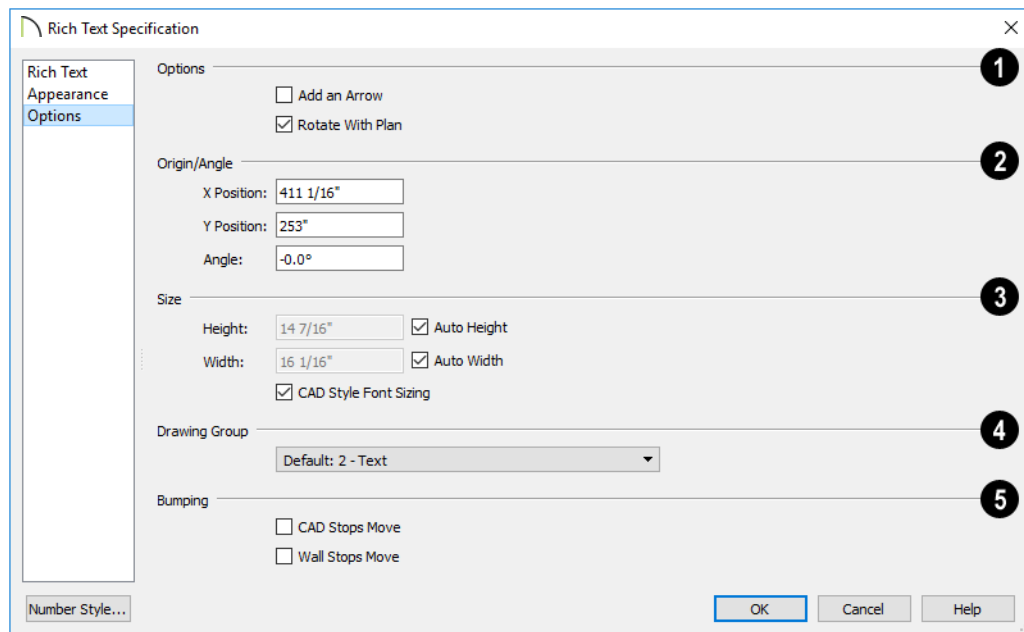 Rich Text Specification
Rich Text
Appearance
Options
Options
1
Add an Arrow
Rotate With Plan
Origin/Angle
2
X Position: 411 1/16"
Y Position: 253"
Angle: -0.0°
Size
3
Height: 14 7/16" Auto Height
Width: 16 1/16" Auto Width
CAD Style Font Sizing
Drawing Group
4
Default: 2 - Text
Bumping
5
CAD Stops Move
Wall Stops Move
Number Style... OK Cancel Help